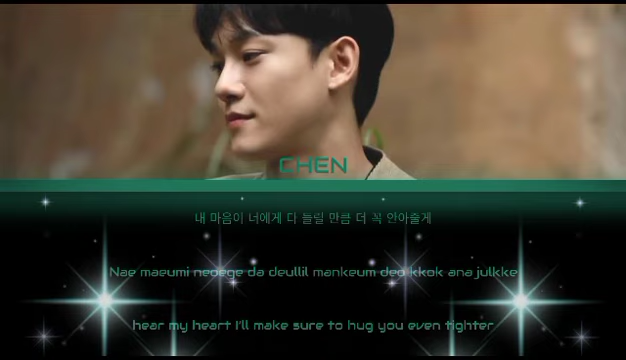 CHEN
내 마음이 너에게 다 들릴 만큼 더 꼭 안아줄게
Nae maeumi neoege da deullil mankeum deo kkok ana julkke
hear my heart I'll make sure to hug you even tighter